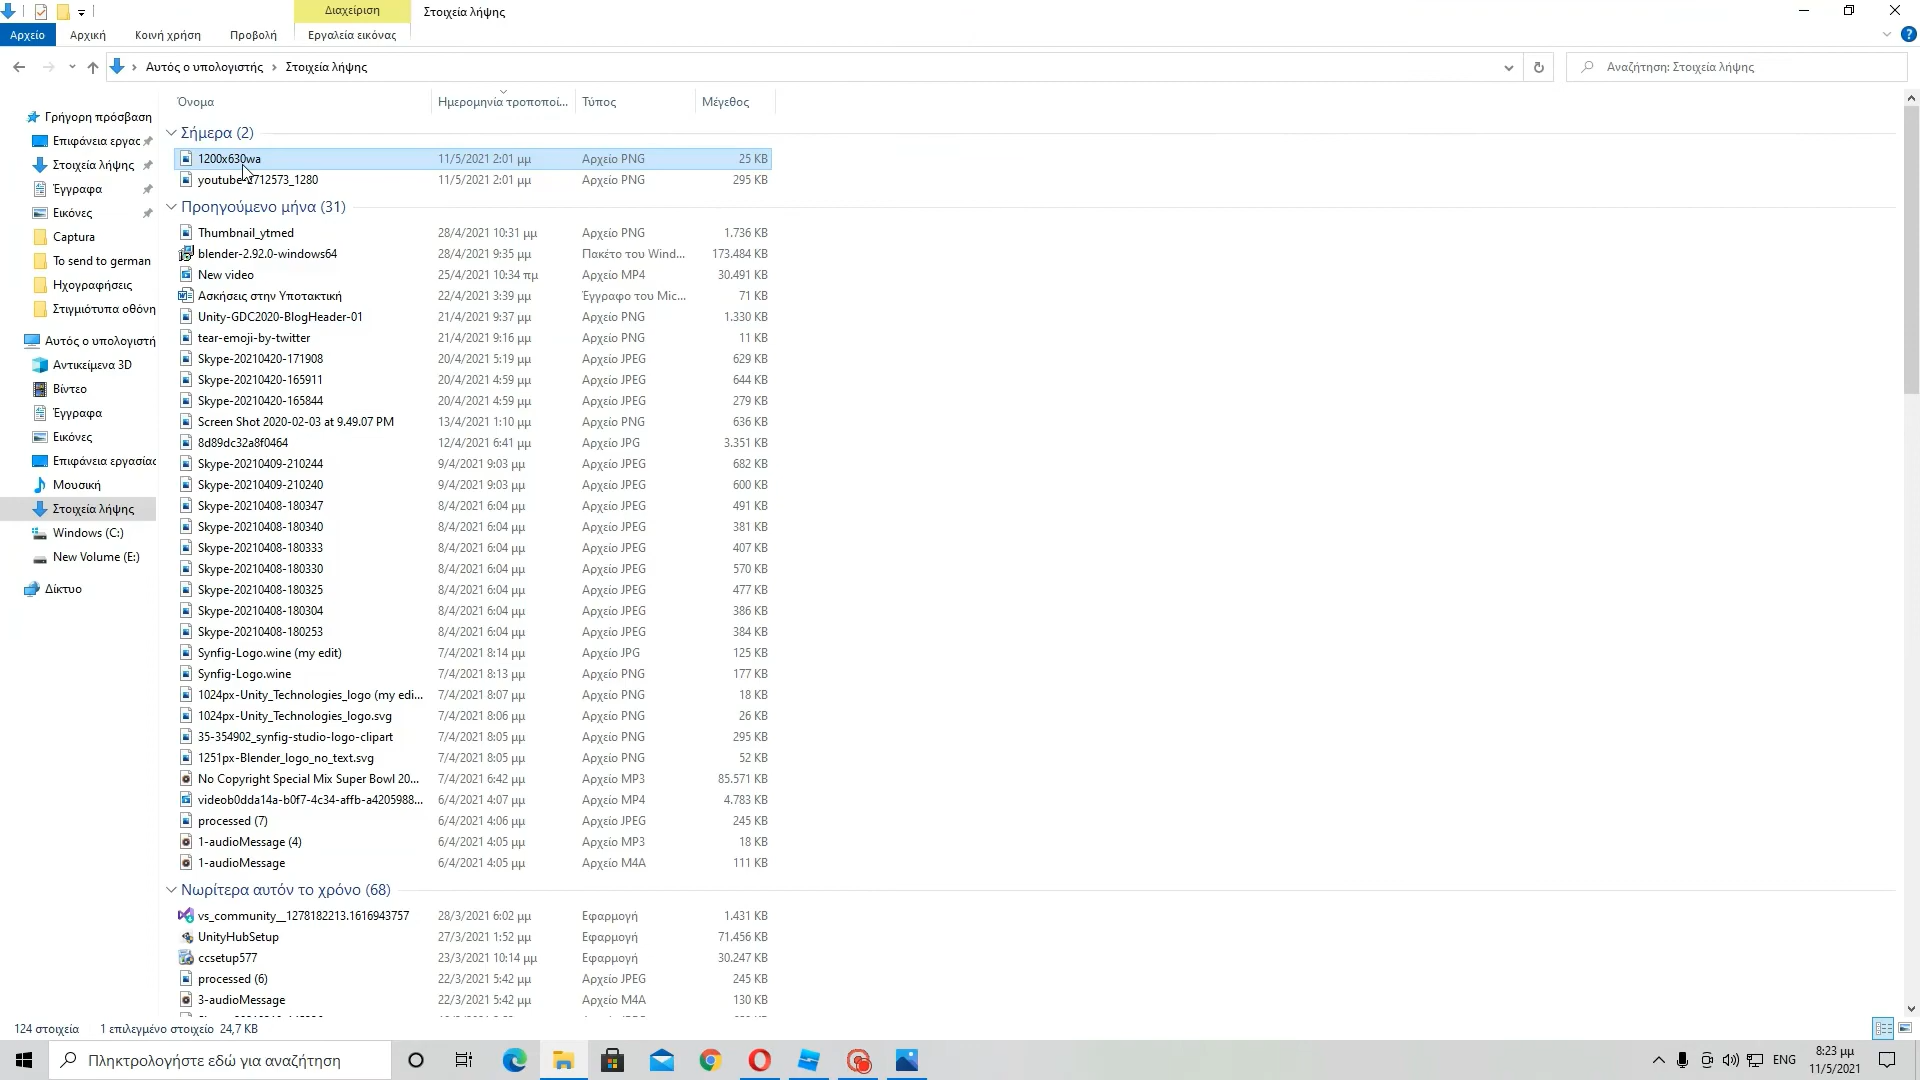 Διαχείριση
Στοιχεία λήψης
Αρχείο
Αρχική
Κοινή χρήση
Προβολή
Εργαλεία εικόνας
Αυτός ο υπολογιστής > Στοιχεία λήψης
Αναζήτηση: Στοιχεία λήψης
Γρήγορη πρόσβαση
Επιφάνεια εργας
Στοιχεία λήψης
Έγγραφα
Εικόνες
Captura
To send to german
Ηχογραφήσεις
Στιγμιότυπα οθόνη
Αυτός ο υπολογιστή
Αντικείμενα 3D
Βίντεο
Έγγραφα
Εικόνες
Επιφάνεια εργασίας
Μουσική
Στοιχεία λήψης
Windows (C:)
New Volume (E:)
Δίκτυο
Όνομα Ημερομηνία τροποποί... Τύπος Μέγεθος
Σήμερα (2)
1200x630wa 11/5/2021 2:01 μμ Αρχείο PNG 25 KB
11/5/2021 2:01 μμ Αρχείο PNG 295 KB
Προηγούμενο μήνα (31)
Thumbnail_ytmed 28/4/2021 10:31 μμ Αρχείο PNG 1.736 KB
blender-2.92.0-windows64 28/4/2021 9:35 μμ Πακέτο του Wind... 173.484 KB
New video 25/4/2021 10:34 πμ Αρχείο MP4 30.491 KB
Ασκήσεις στην Υποτακτική 22/4/2021 3:39 μμ Έγγραφο του Mic... 71 KB
Unity-GDC2020-BlogHeader-01 21/4/2021 9:37 μμ Αρχείο PNG 1.330 KB
tear-emoji-by-twitter 21/4/2021 9:16 μμ Αρχείο PNG 11 KB
Skype-20210420-171908 20/4/2021 5:19 μμ Αρχείο JPEG 629 KB
Skype-20210420-165911 20/4/2021 4:59 μμ Αρχείο JPEG 644 KB
Skype-20210420-165844 20/4/2021 4:59 μμ Αρχείο JPEG 279 KB
Screen Shot 2020-02-03 at 9.49.07 PM 13/4/2021 1:10 μμ Αρχείο PNG 636 KB
8d89dc32a8f0464 12/4/2021 6:41 μμ Αρχείο JPG 3.351 KB
Skype-20210409-210244 9/4/2021 9:03 μμ Αρχείο JPEG 682 KB
Skype-20210409-210240 9/4/2021 9:03 μμ Αρχείο JPEG 600 KB
Skype-20210408-180347 8/4/2021 6:04 μμ Αρχείο JPEG 491 KB
Skype-20210408-180340 8/4/2021 6:04 μμ Αρχείο JPEG 381 KB
Skype-20210408-180333 8/4/2021 6:04 μμ Αρχείο JPEG 407 KB
Skype-20210408-180330 8/4/2021 6:04 μμ Αρχείο JPEG 570 KB
Skype-20210408-180325 8/4/2021 6:04 μμ Αρχείο JPEG 477 KB
Skype-20210408-180304 8/4/2021 6:04 μμ Αρχείο JPEG 386 KB
Skype-20210408-180253 8/4/2021 6:04 μμ Αρχείο JPEG 384 KB
Synfig-Logo.wine (my edit) 7/4/2021 8:14 μμ Αρχείο JPG 125 KB
Synfig-Logo.wine 7/4/2021 8:13 μμ Αρχείο PNG 177 KB
1024px-Unity_Technologies_logo (my edi... 7/4/2021 8:07 μμ Αρχείο PNG 18 KB
1024px-Unity_Technologies_logo.svg 7/4/2021 8:06 μμ Αρχείο PNG 26 KB
35-354902_synfig-studio-logo-clipart 7/4/2021 8:05 μμ Αρχείο PNG 295 KB
1251px-Blender_logo_no_text.svg 7/4/2021 8:05 μμ Αρχείο PNG 52 KB
No Copyright Special Mix Super Bowl 20... 7/4/2021 6:42 μμ Αρχείο MP3 85.571 KB
videob0dda14a-b0f7-4c34-affb-a4205988... 6/4/2021 4:07 μμ Αρχείο MP4 4.783 KB
processed (7) 6/4/2021 4:06 μμ Αρχείο JPEG 245 KB
1-audioMessage (4) 6/4/2021 4:05 μμ Αρχείο MP3 18 KB
1-audioMessage 6/4/2021 4:05 μμ Αρχείο M4A 111 KB
Νωρίτερα αυτόν το χρόνο (68)
vs_community__1278182213.1616943757 28/3/2021 6:02 μμ Εφαρμογή 1.431 KB
UnityHubSetup 27/3/2021 1:52 μμ Εφαρμογή 71.456 KB
ccsetup577 23/3/2021 10:14 μμ Εφαρμογή 30.247 KB
processed (6) 22/3/2021 5:42 μμ Αρχείο JPEG 245 KB
3-audioMessage 22/3/2021 5:42 μμ Αρχείο M4A 130 KB
124 στοιχεία 1 επιλεγμένο στοιχείο 24,7 KB
Πληκτρολογήστε εδώ για αναζήτηση
ENG
8:23 μμ
11/5/2021